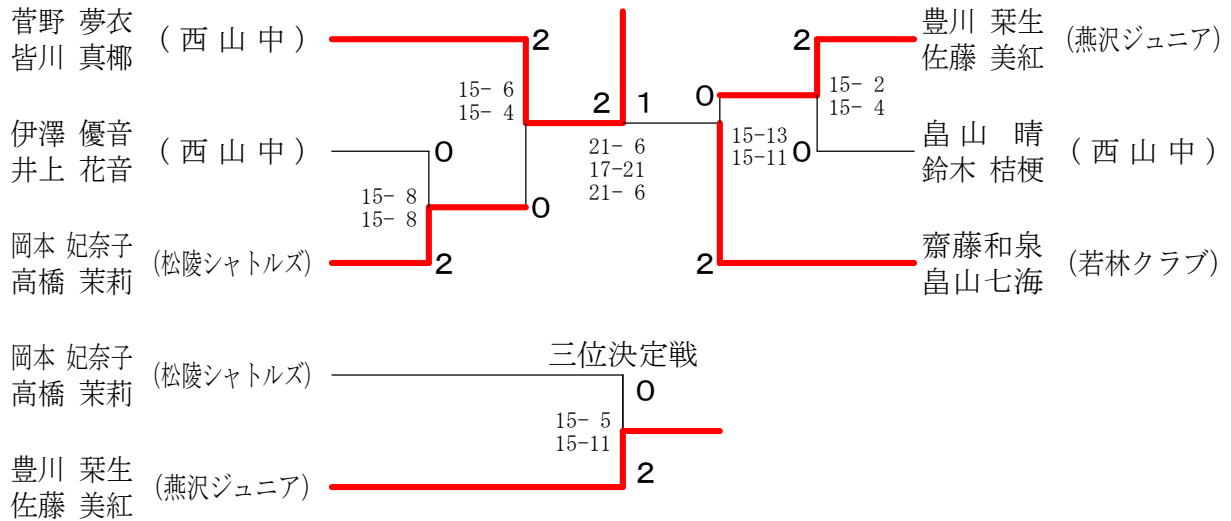 菅野 夢衣
皆川 真梛
( 西 山 中 )
2
15- 6
15- 4
伊澤 優音
井上 花音
( 西 山 中 )
0
15- 8
15- 8
0
岡本 妃奈子
高橋 茉莉
(松陵シャトルズ)
2
2 1
21- 6
17-21
21- 6
豊川 栞生
佐藤 美紅
(燕沢ジュニア)
2
15- 2
15- 4
0
15-13
15-11
0
畠 山 晴
鈴木 桔梗
( 西 山 中 )
齋藤和泉
畠山七海
(若林クラブ)
2
三位決定戦
岡本 妃奈子
高橋 茉莉
(松陵シャトルズ)
0
15- 5
15-11
豊川 栞生
佐藤 美紅
(燕沢ジュニア)
2